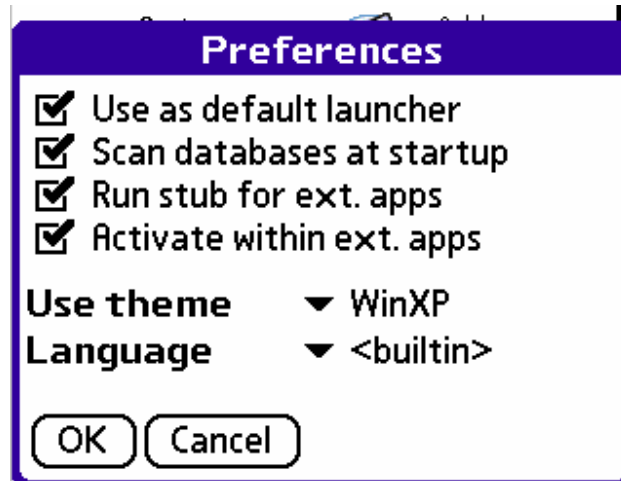 Preferences
Use as default launcher
Scan databases at startup
Run stub for ext. apps
Activate within ext. apps
Use theme WinXP
Language <builtin>
OK Cancel